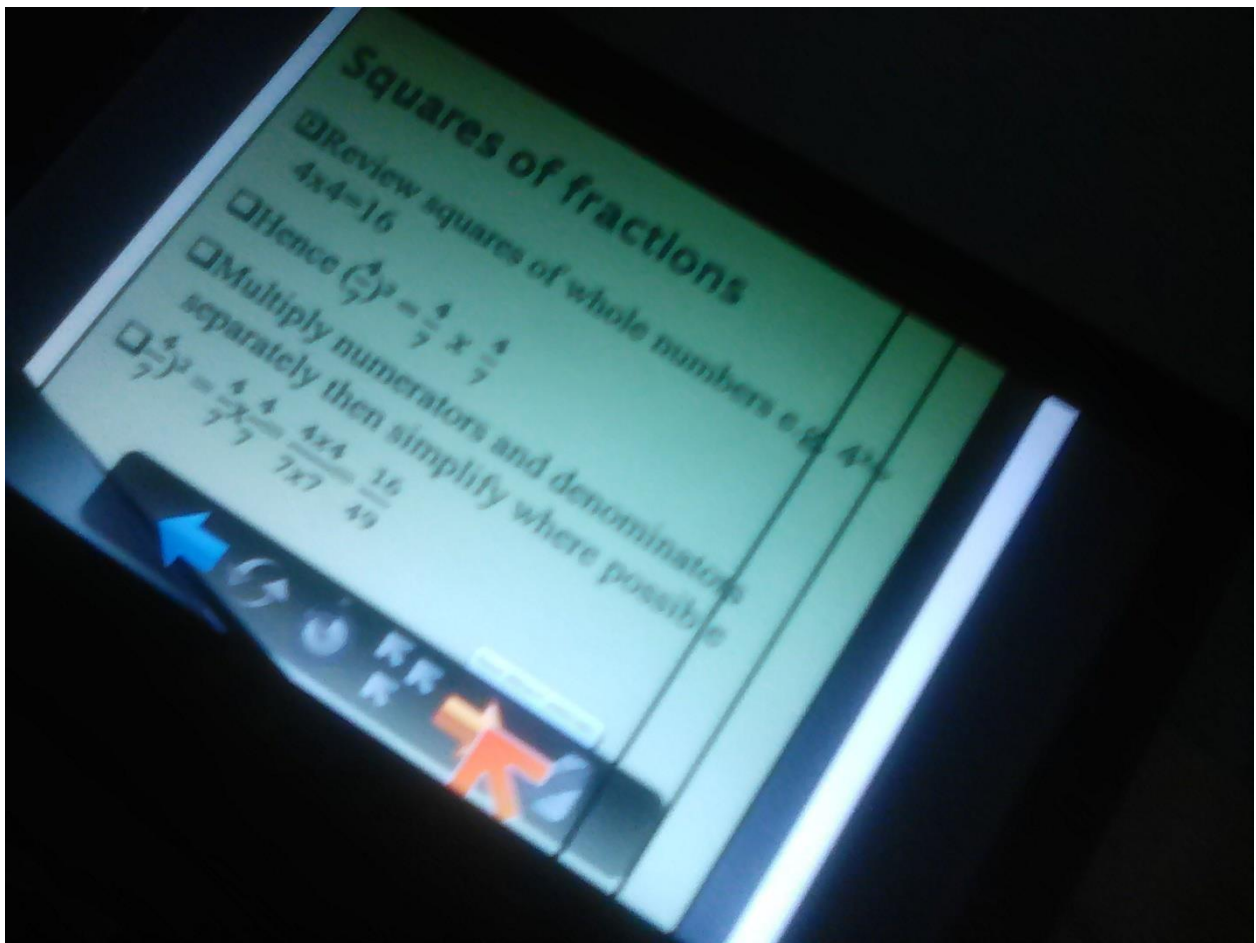 Squares of fractions
☐Review squares of whole numbers e.g. 4²=
4x4=16
☐Hence (4/7)² = 4/7 x 4/7
☐Multiply numerators and denominators
separately then simplify where possible
☐4/7)² = 4/7 x 4/7 = 4x4/7x7 = 16/49